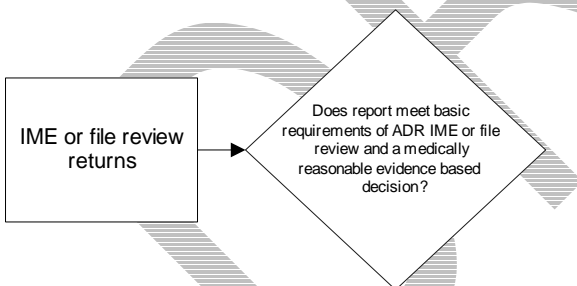 IME or file review
returns
Does report meet basic
requirements of ADR IME or file
review and a medically
reasonable evidence based
decision?